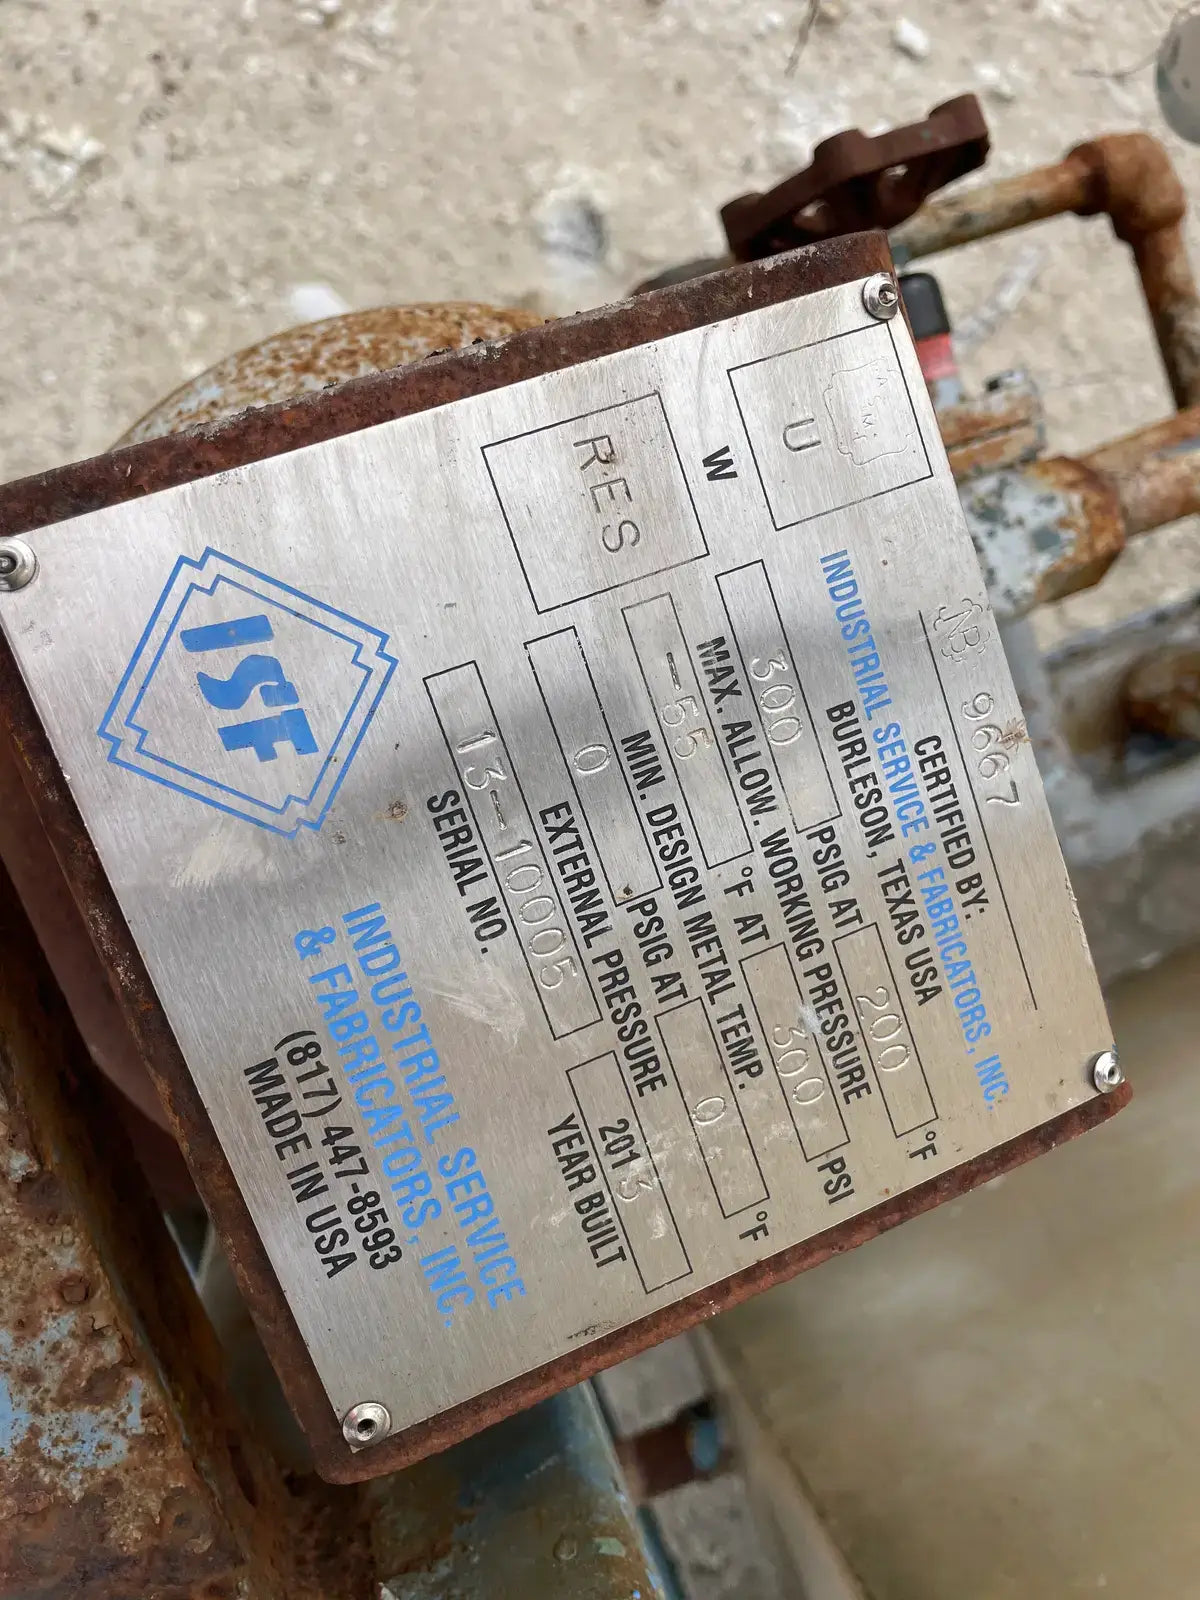 NB 9667
CERTIFIED BY:
INDUSTRIAL SERVICE & FABRICATORS, INC.
BURLESON, TEXAS USA
ASME
U
W
RES
300 PSIG AT 200 °F
MAX. ALLOW. WORKING PRESSURE
-55 °F AT 300 PSI
MIN. DESIGN METAL TEMP.
0 PSIG AT 0 °F
EXTERNAL PRESSURE
13-10005 2013
SERIAL NO. YEAR BUILT
ISF
INDUSTRIAL SERVICE
& FABRICATORS, INC.
(817) 447-8593
MADE IN USA